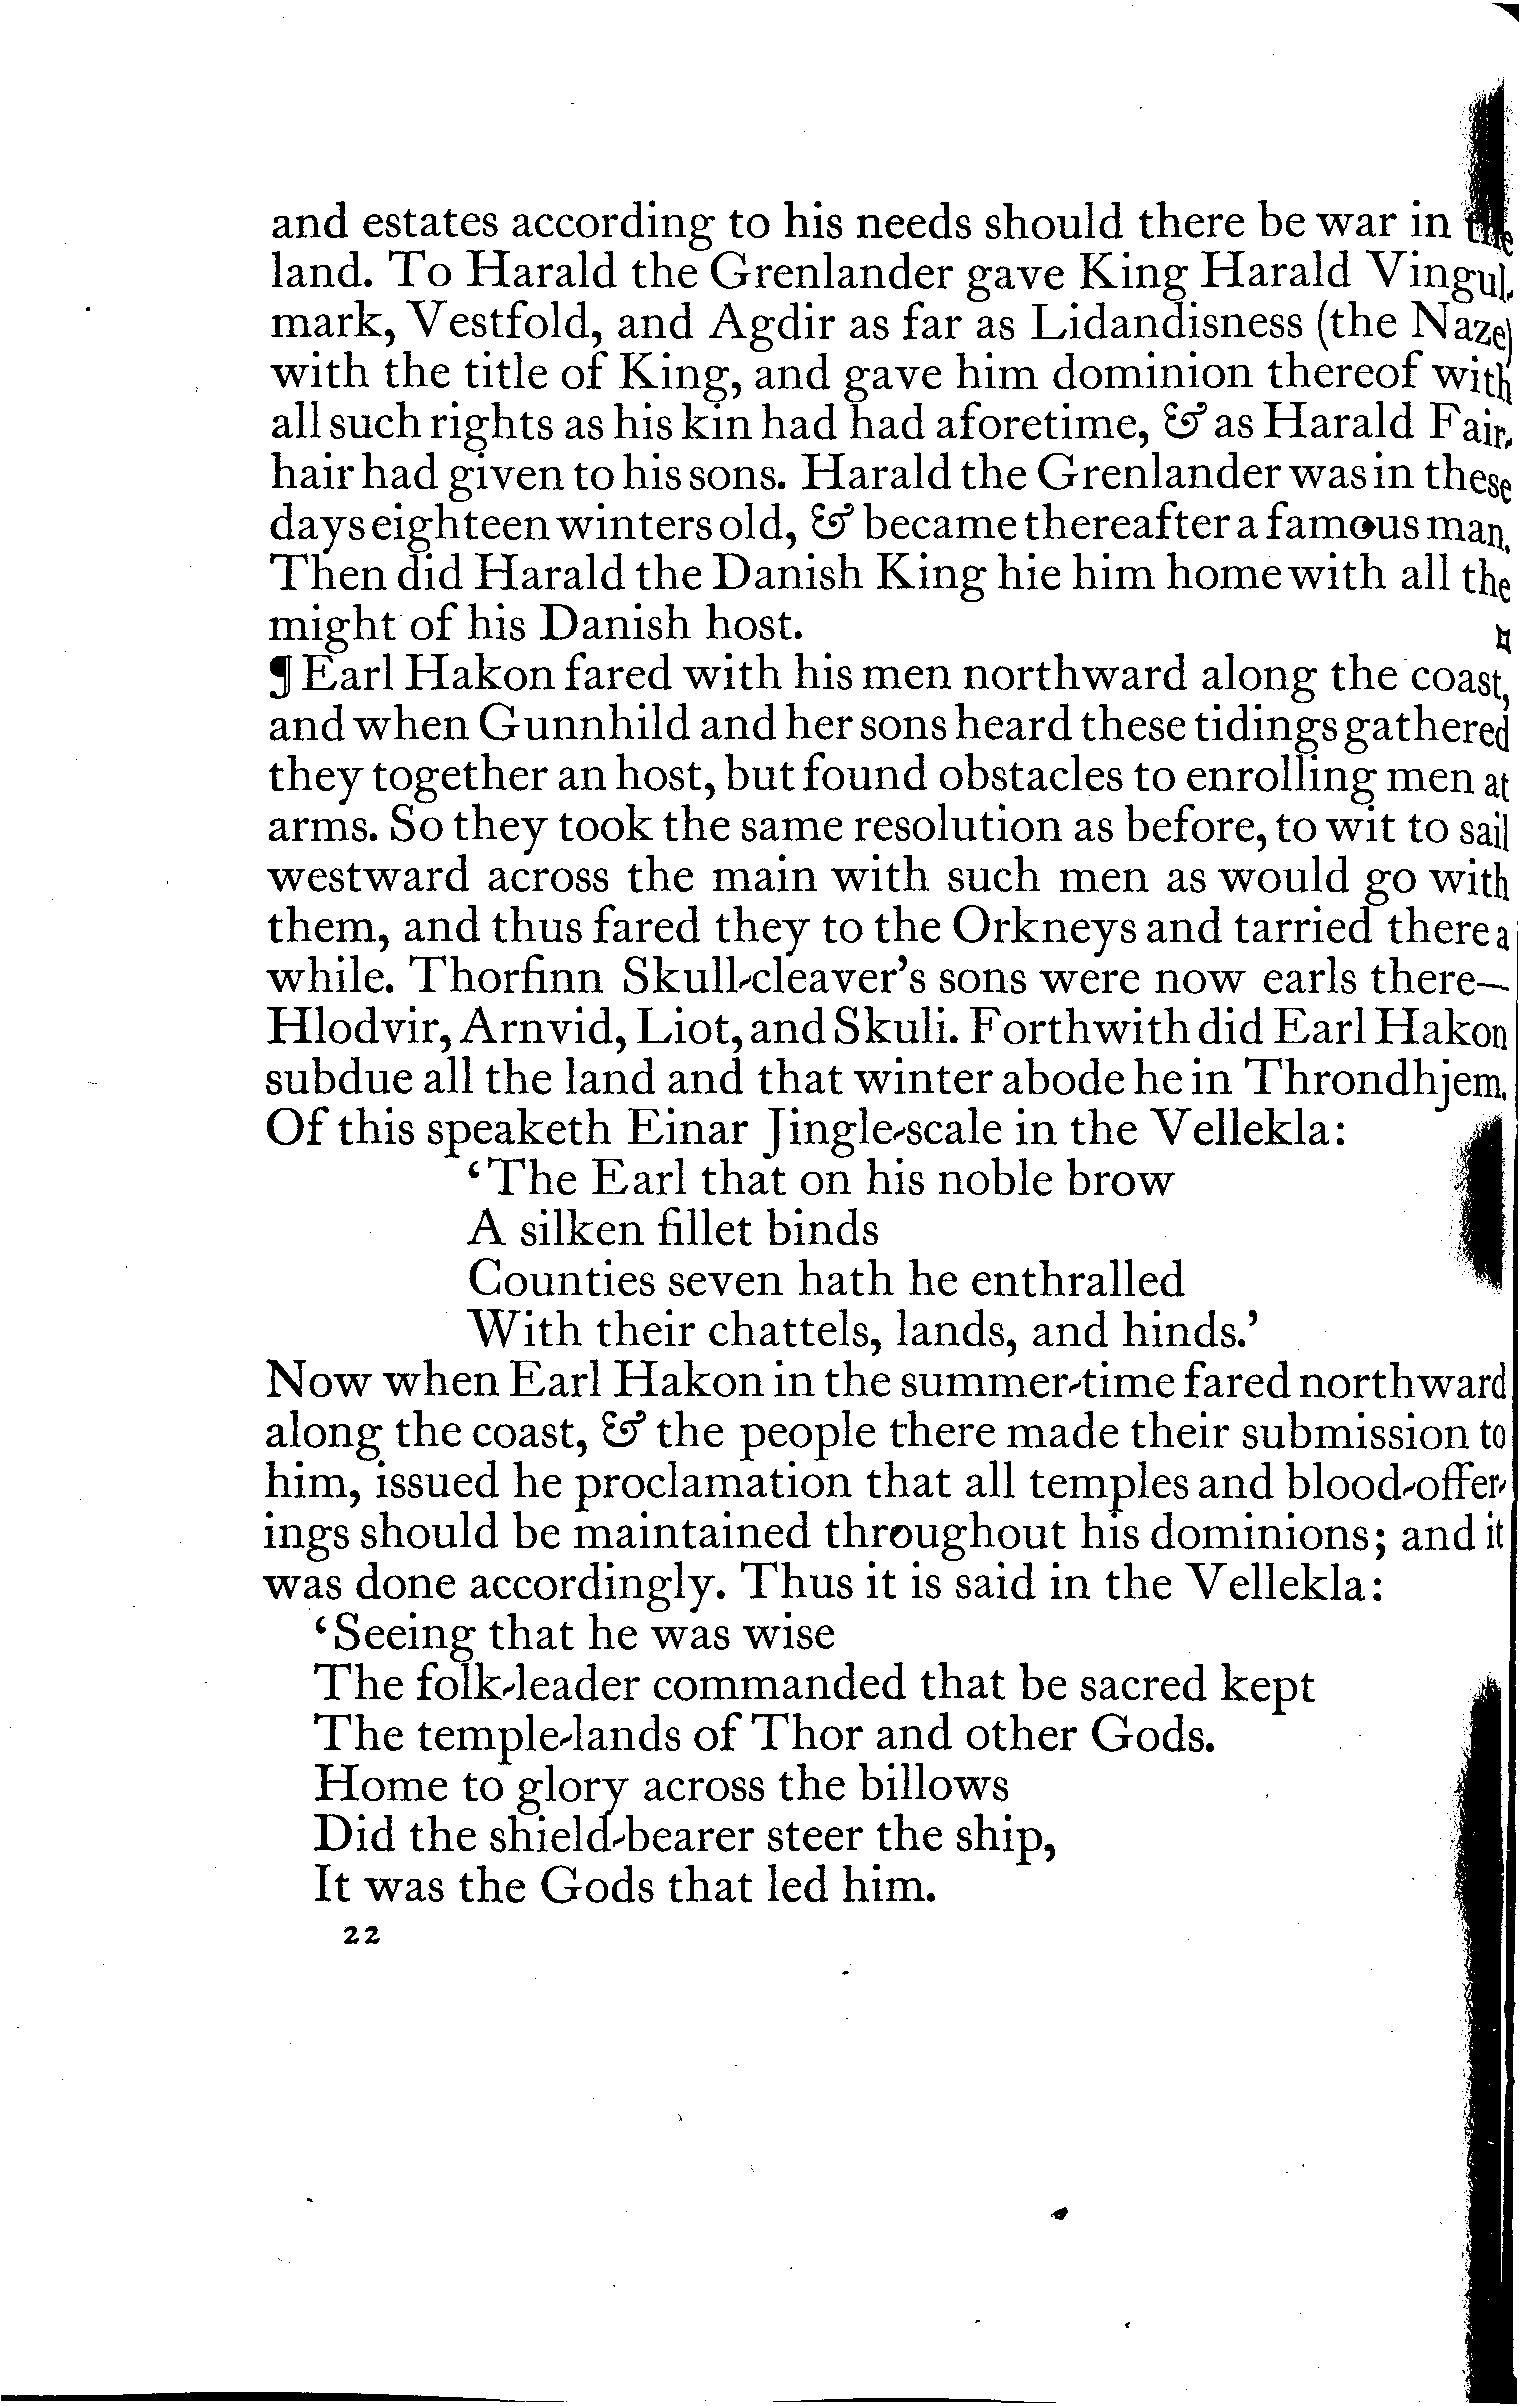 and estates according to his needs should there be war in the
land. To Harald the Grenlander gave King Harald Vingul-
mark, Vestfold, and Agdir as far as Lidandisness (the Naze)
with the title of King, and gave him dominion thereof with
all such rights as his kin had had aforetime, & as Harald Fair-
hair had given to his sons. Harald the Grenlander was in these
days eighteen winters old, & became thereafter a famous man.
Then did Harald the Danish King hie him home with all the
might of his Danish host.
¶ Earl Hakon fared with his men northward along the coast,
and when Gunnhild and her sons heard these tidings gathered
they together an host, but found obstacles to enrolling men at
arms. So they took the same resolution as before, to wit to sail
westward across the main with such men as would go with
them, and thus fared they to the Orkneys and tarried there a
while. Thorfinn Skull-cleaver's sons were now earls there—
Hlodvir, Arnvid, Liot, and Skuli. Forthwith did Earl Hakon
subdue all the land and that winter abode he in Throndhjem.
Of this speaketh Einar Jingle-scale in the Vellekla:
‘The Earl that on his noble brow
A silken fillet binds
Counties seven hath he enthralled
With their chattels, lands, and hinds.’
Now when Earl Hakon in the summer-time fared northward
along the coast, & the people there made their submission to
him, issued he proclamation that all temples and blood-offer-
ings should be maintained throughout his dominions; and it
was done accordingly. Thus it is said in the Vellekla:
‘Seeing that he was wise
The folk-leader commanded that be sacred kept
The temple-lands of Thor and other Gods.
Home to glory across the billows
Did the shield-bearer steer the ship,
It was the Gods that led him.
22